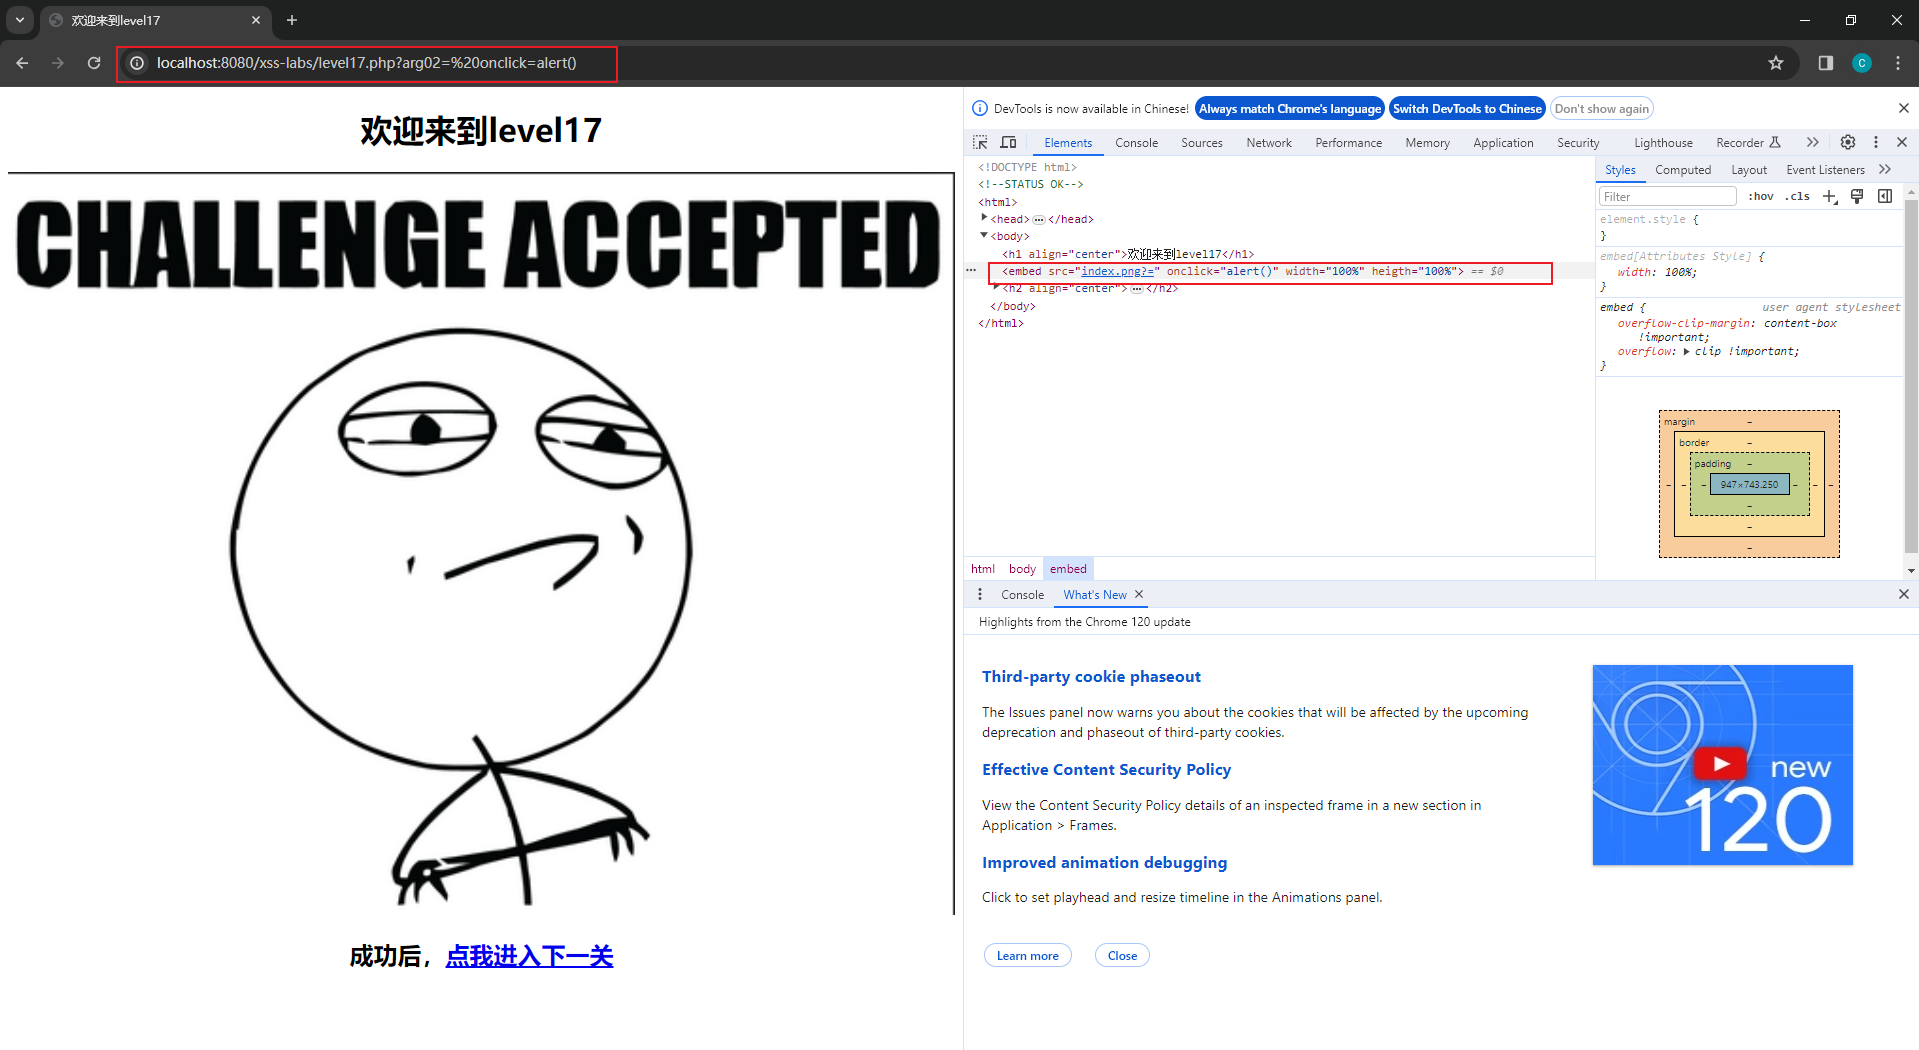 欢迎来到level17
localhost:8080/xss-labs/level17.php?arg02=%20onclick=alert()
C
欢迎来到level17
CHALLENGE ACCEPTED
成功后，点我进入下一关
DevTools is now available in Chinese! Always match Chrome's language Switch DevTools to Chinese Don't show again
Elements Console Sources Network Performance Memory Application Security Lighthouse Recorder
<!DOCTYPE html>
<!--STATUS OK-->
<html>
<head>…</head>
<body>
<h1 align="center">欢迎来到level17</h1>
<embed src="index.png?=" onclick="alert()" width="100%" heigth="100%"> == $0
<h2 align="center">…</h2>
</body>
</html>
html body embed
Styles Computed Layout Event Listeners
Filter :hov .cls
element.style {
}
embed[Attributes Style] {
width: 100%;
}
embed { user agent stylesheet
overflow-clip-margin: content-box
!important;
overflow: clip !important;
}
margin –
border –
padding –
– – – 947×743.250 – – –
–
–
–
Console What's New
Highlights from the Chrome 120 update
Third-party cookie phaseout
The Issues panel now warns you about the cookies that will be affected by the upcoming
deprecation and phaseout of third-party cookies.
Effective Content Security Policy
View the Content Security Policy details of an inspected frame in a new section in
Application > Frames.
Improved animation debugging
Click to set playhead and resize timeline in the Animations panel.
Learn more Close
new
120